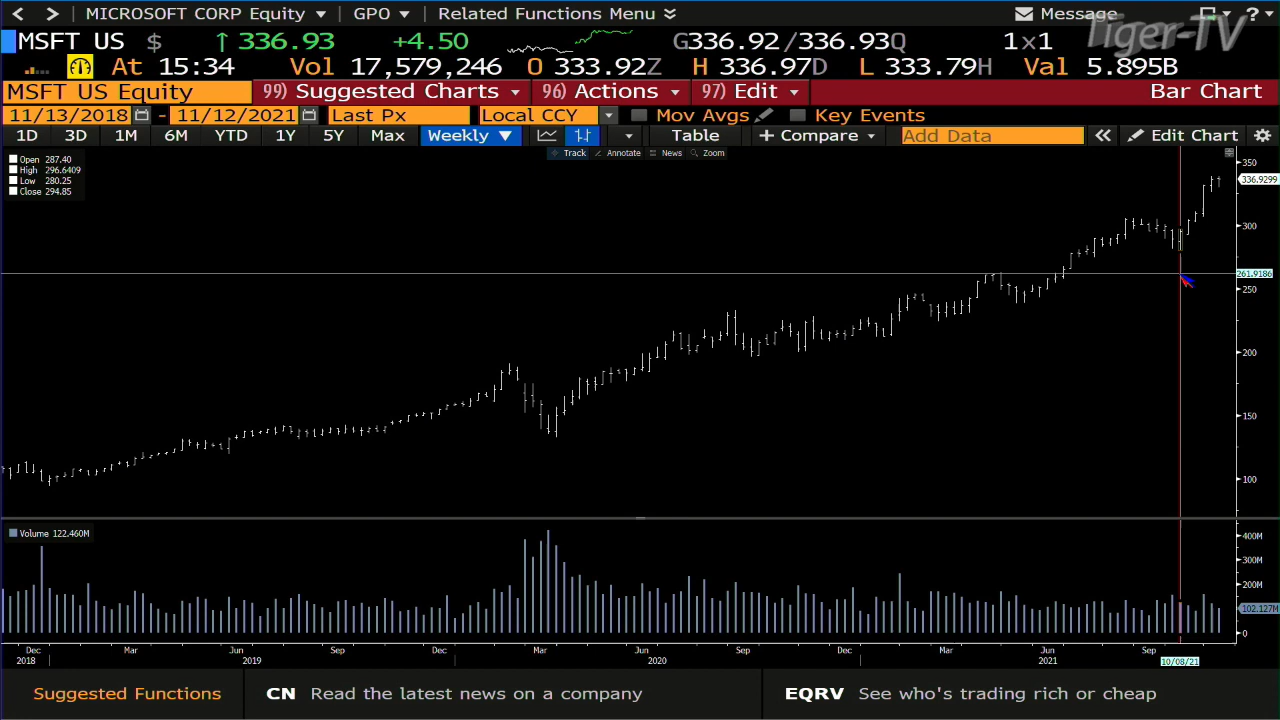 < > MICROSOFT CORP Equity ▼ GPO ▼ Related Functions Menu Message ?
Tiger-TV
MSFT US $ ↑ 336.93 +4.50 G336.92 /336.93Q 1×1
At 15:34 Vol 17,579,246 O 333.92Z H 336.97D L 333.79H Val 5.895B
MSFT US Equity 99) Suggested Charts 96) Actions 97) Edit Bar Chart
11/13/2018 - 11/12/2021 Last Px Local CCY Mov Avgs Key Events
1D 3D 1M 6M YTD 1Y 5Y Max Weekly ▼ Table + Compare Add Data « Edit Chart
Track Annotate News Zoom
Open 287.40
High 296.6409
Low 280.25
Close 294.85
350
336.9299
300
261.9186
250
200
150
100
Volume 122.460M
400M
300M
200M
102.127M
0
Dec Mar Jun Sep Dec Mar Jun Sep Dec Mar Jun Sep
2018 2019 2020 2021 10/08/21
Suggested Functions CN Read the latest news on a company EQRV See who's trading rich or cheap